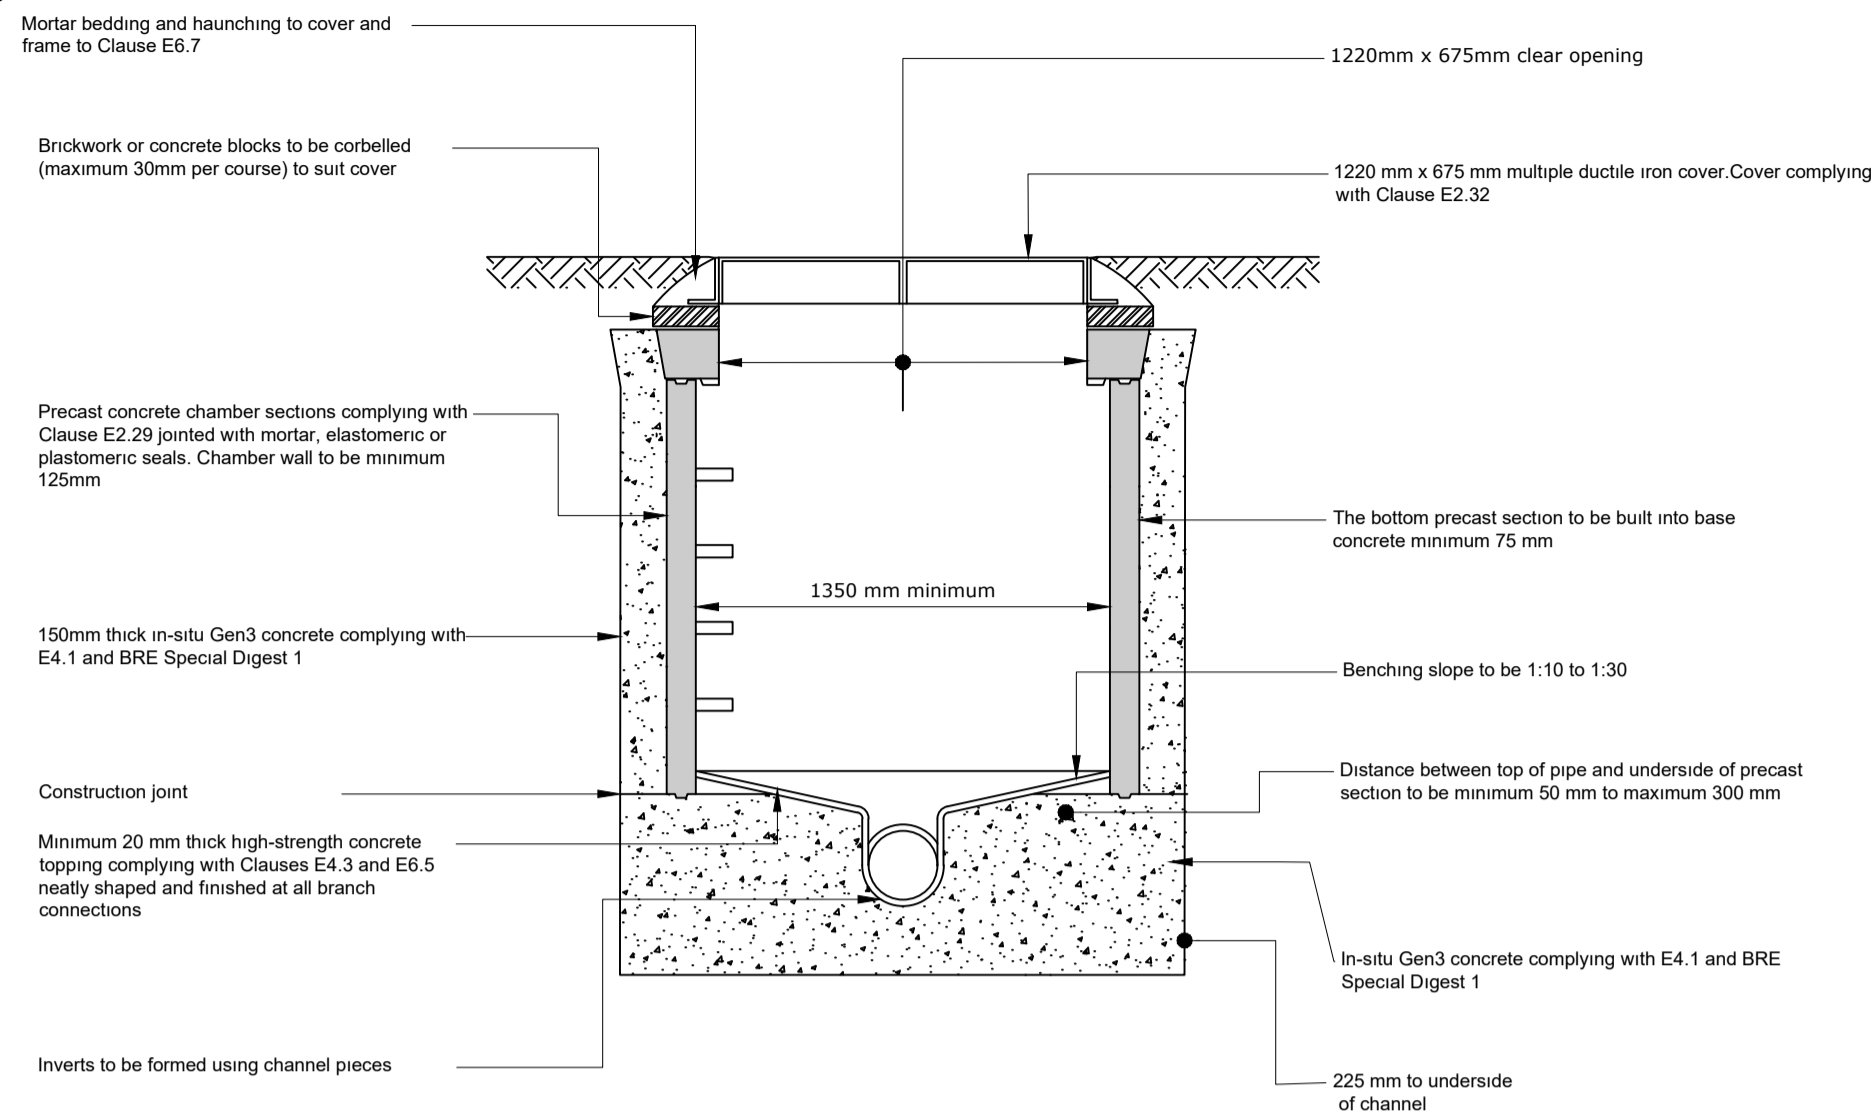 Mortar bedding and haunching to cover and
frame to Clause E6.7
Brickwork or concrete blocks to be corbelled
(maximum 30mm per course) to suit cover
Precast concrete chamber sections complying with
Clause E2.29 jointed with mortar, elastomeric or
plastomeric seals. Chamber wall to be minimum
125mm
150mm thick in-situ Gen3 concrete complying with
E4.1 and BRE Special Digest 1
Construction joint
Minimum 20 mm thick high-strength concrete
topping complying with Clauses E4.3 and E6.5
neatly shaped and finished at all branch
connections
Inverts to be formed using channel pieces
1350 mm minimum
1220mm x 675mm clear opening
1220 mm x 675 mm multiple ductile iron cover.Cover complying
with Clause E2.32
The bottom precast section to be built into base
concrete minimum 75 mm
Benching slope to be 1:10 to 1:30
Distance between top of pipe and underside of precast
section to be minimum 50 mm to maximum 300 mm
In-situ Gen3 concrete complying with E4.1 and BRE
Special Digest 1
225 mm to underside
of channel